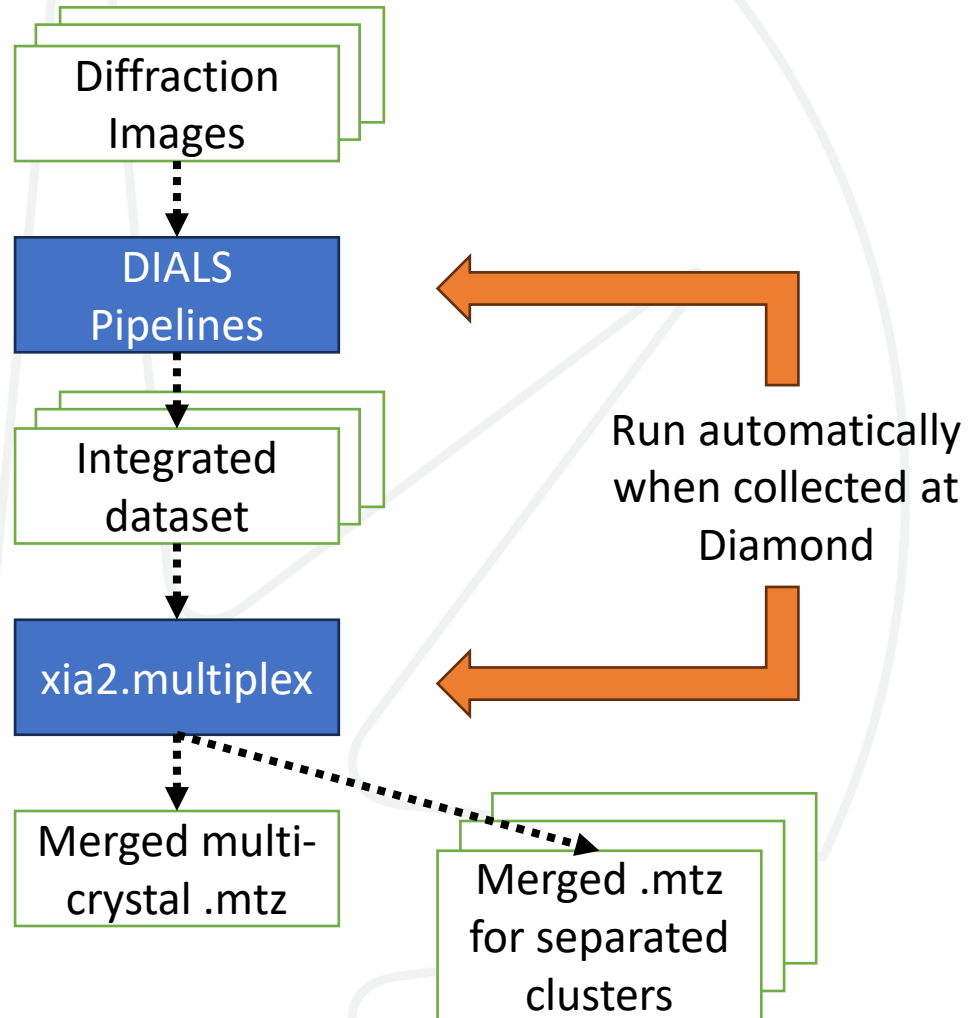 Diffraction
Images
DIALS
Pipelines
Integrated
dataset
Run automatically
when collected at
Diamond
xia2.multiplex
Merged multi-
crystal .mtz
Merged .mtz
for separated
clusters